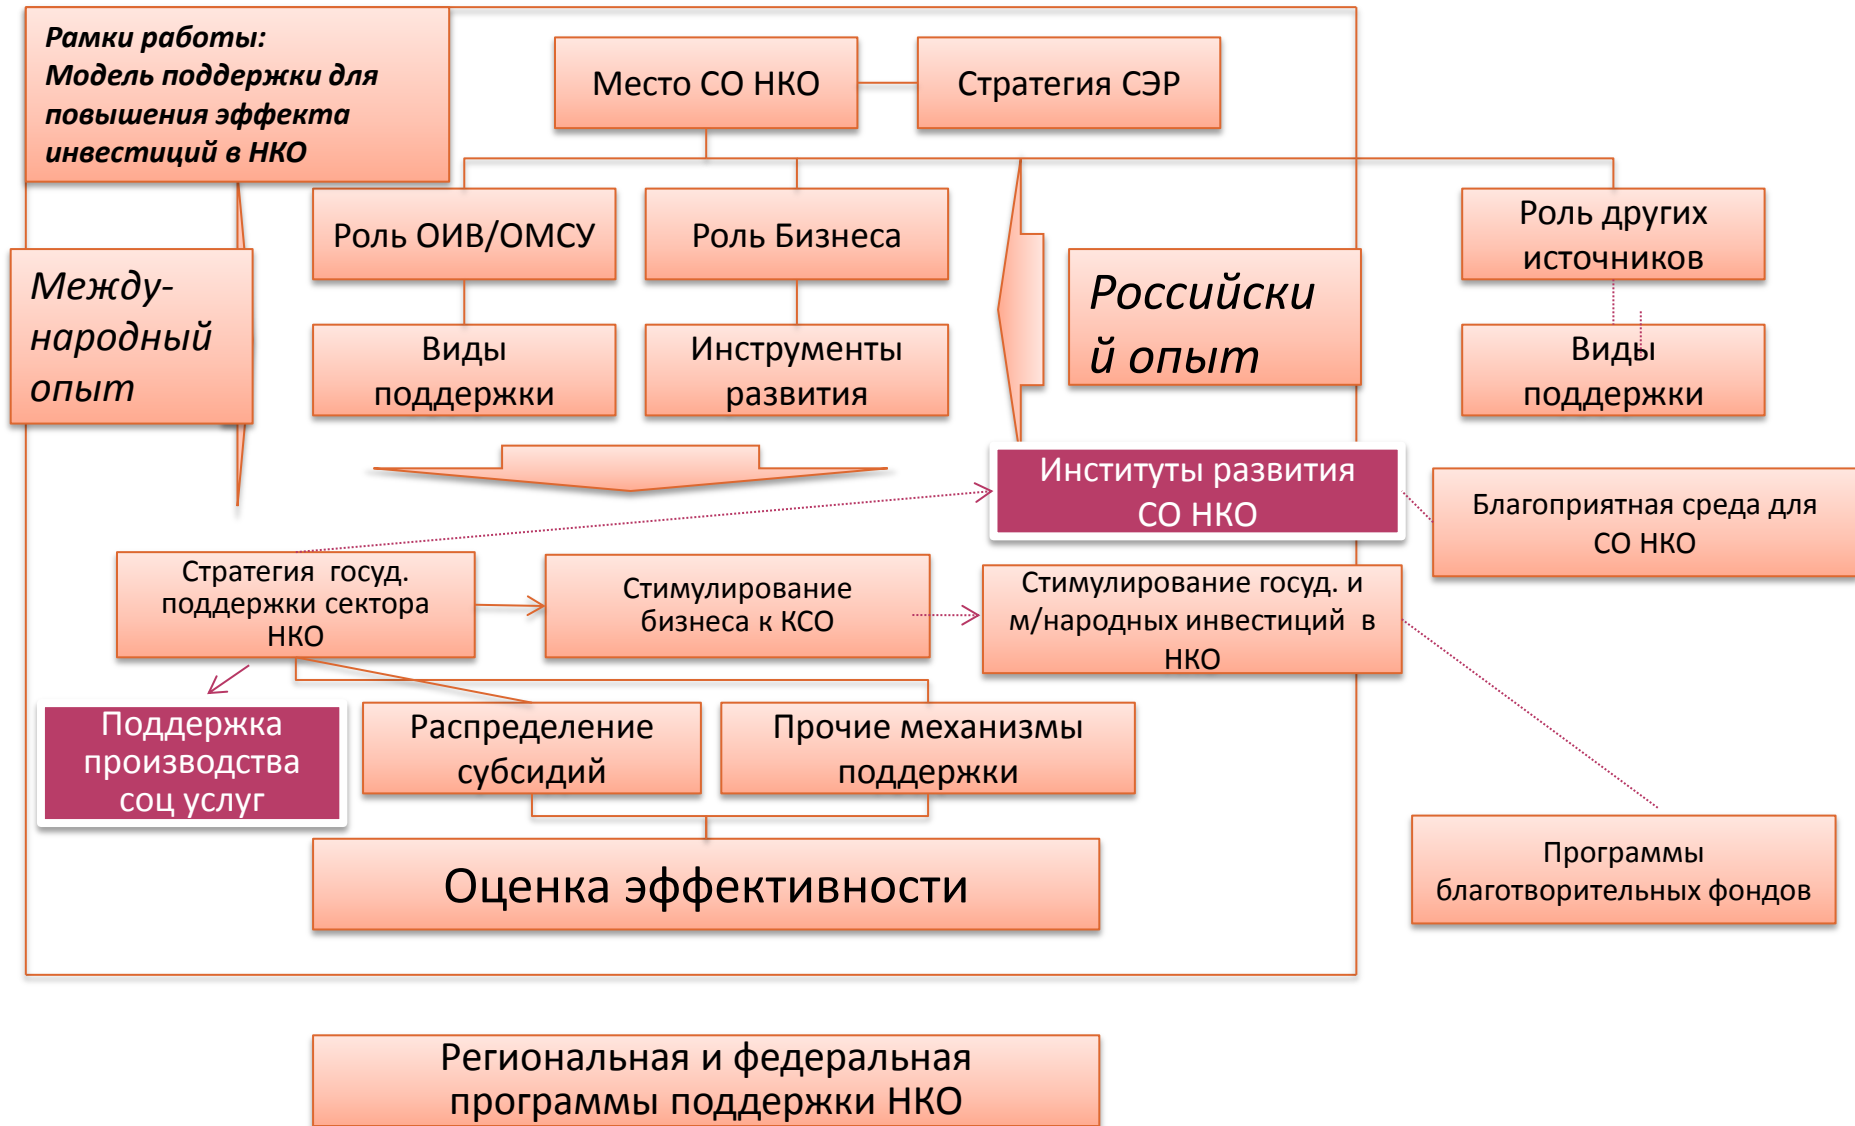 Рамки работы:
Модель поддержки для
повышения эффекта
инвестиций в НКО
Место СО НКО
Стратегия СЭР
Роль ОИВ/ОМСУ
Роль Бизнеса
Роль других
источников
Между-
народный
опыт
Российски
й опыт
Виды
поддержки
Инструменты
развития
Виды
поддержки
Институты развития
СО НКО
Благоприятная среда для
СО НКО
Стратегия госуд.
поддержки сектора
НКО
Стимулирование
бизнеса к КСО
Стимулирование госуд. и
м/народных инвестиций в
НКО
Поддержка
производства
соц услуг
Распределение
субсидий
Прочие механизмы
поддержки
Оценка эффективности
Программы
благотворительных фондов
Региональная и федеральная
программы поддержки НКО